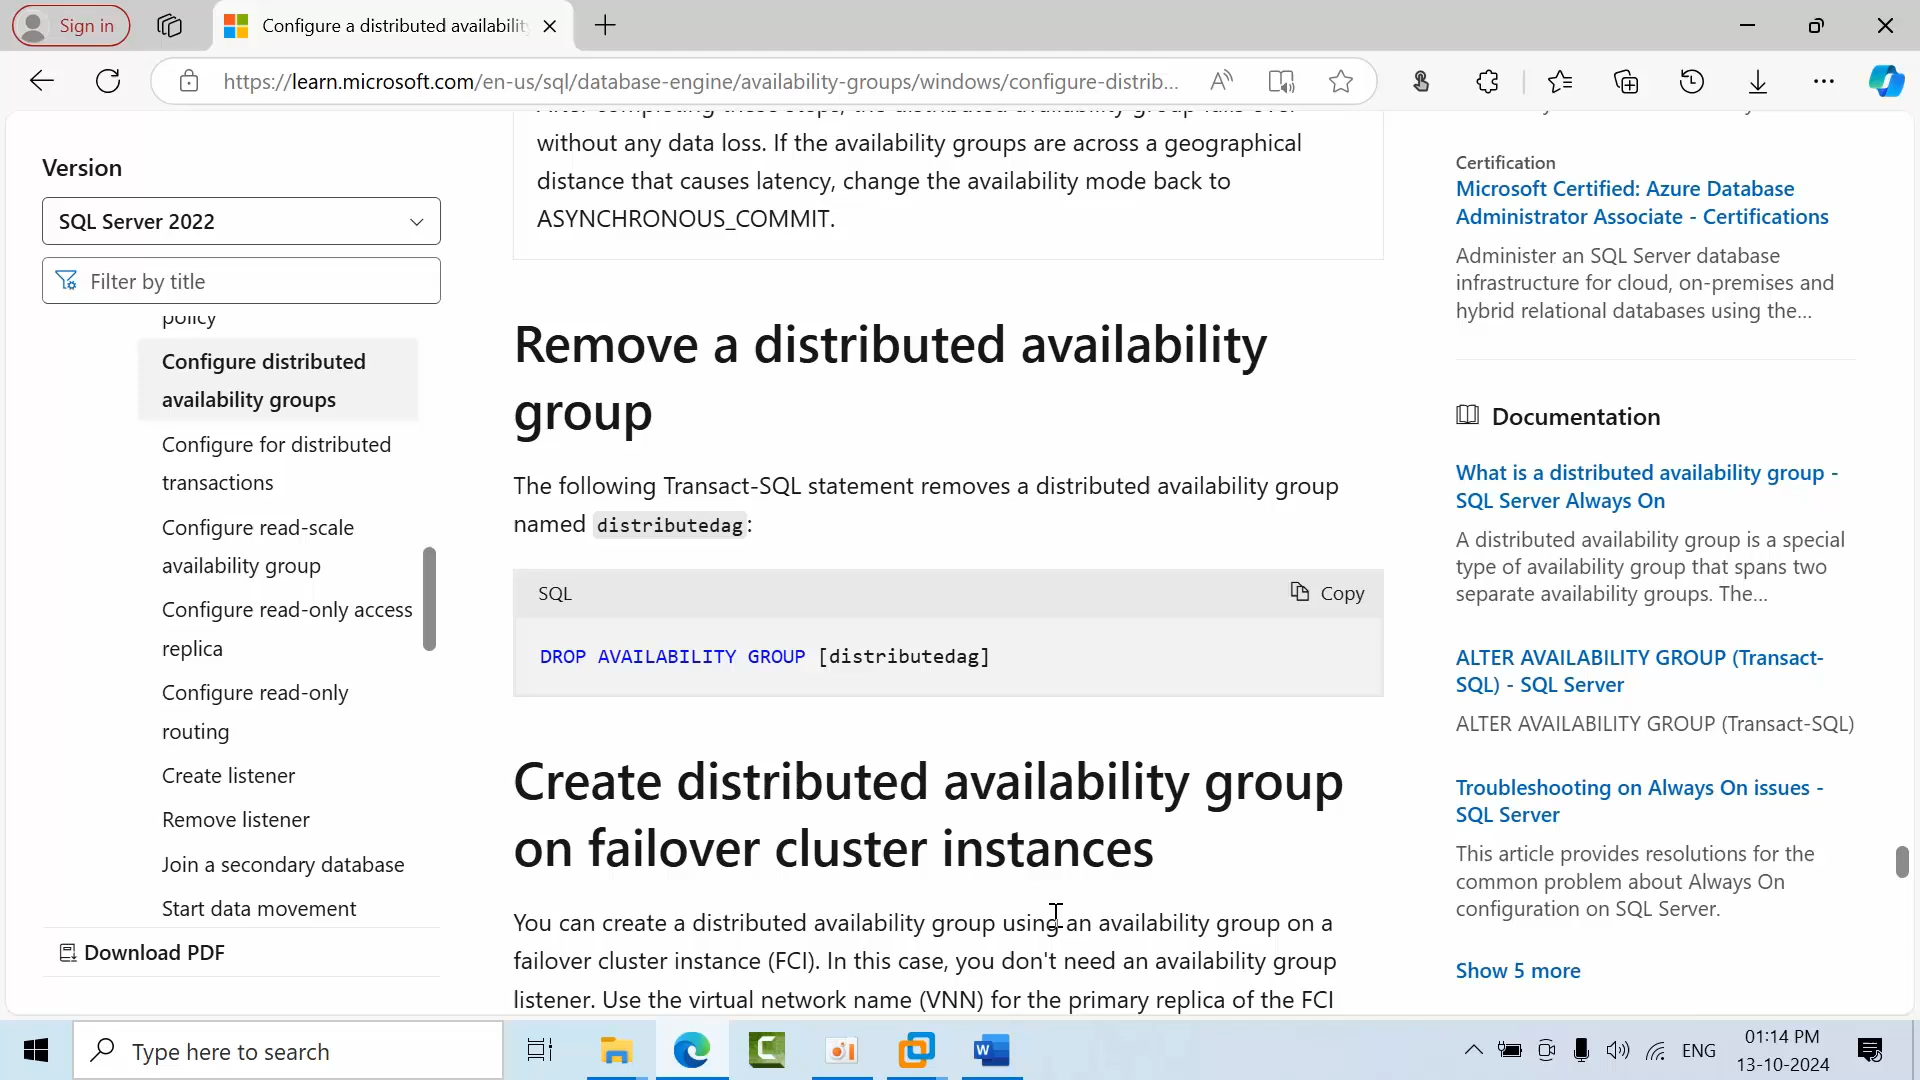 Sign in
Configure a distributed availability
https://learn.microsoft.com/en-us/sql/database-engine/availability-groups/windows/configure-distrib...
Version
SQL Server 2022
Filter by title
policy
Configure distributed
availability groups
Configure for distributed
transactions
Configure read-scale
availability group
Configure read-only access
replica
Configure read-only
routing
Create listener
Remove listener
Join a secondary database
Start data movement
Download PDF
After completing these steps, the distributed availability group fails over
without any data loss. If the availability groups are across a geographical
distance that causes latency, change the availability mode back to
ASYNCHRONOUS_COMMIT.
Remove a distributed availability
group
The following Transact-SQL statement removes a distributed availability group
named distributedag:
SQL
Copy
DROP AVAILABILITY GROUP [distributedag]
Create distributed availability group
on failover cluster instances
You can create a distributed availability group using an availability group on a
failover cluster instance (FCI). In this case, you don't need an availability group
listener. Use the virtual network name (VNN) for the primary replica of the FCI
Certification
Microsoft Certified: Azure Database
Administrator Associate - Certifications
Administer an SQL Server database
infrastructure for cloud, on-premises and
hybrid relational databases using the...
Documentation
What is a distributed availability group -
SQL Server Always On
A distributed availability group is a special
type of availability group that spans two
separate availability groups. The...
ALTER AVAILABILITY GROUP (Transact-
SQL) - SQL Server
ALTER AVAILABILITY GROUP (Transact-SQL)
Troubleshooting on Always On issues -
SQL Server
This article provides resolutions for the
common problem about Always On
configuration on SQL Server.
Show 5 more
Type here to search
ENG
01:14 PM
13-10-2024